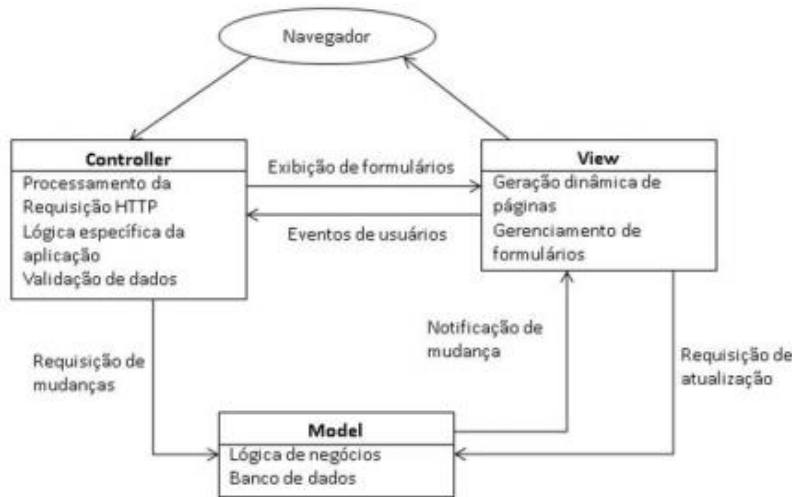 Navegador
Controller
Processamento da
Requisição HTTP
Lógica específica da
aplicação
Validação de dados
Exibição de formulários
Eventos de usuários
View
Geração dinâmica de
páginas
Gerenciamento de
formulários
Requisição de
mudanças
Notificação de
mudança
Requisição de
atualização
Model
Lógica de negócios
Banco de dados